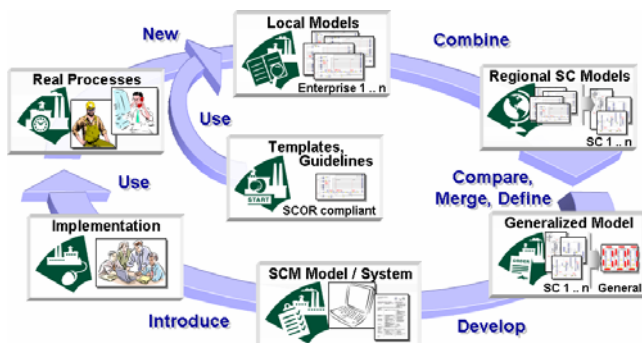 New
Local Models
Enterprise 1 .. n
Combine
Real Processes
Regional SC Models
SC 1 .. n
Use
Templates,
Guidelines
START
SCOR compliant
Compare,
Merge, Define
Use
Implementation
Generalized Model
SC 1 .. n
General
SCM Model / System
Introduce
Develop